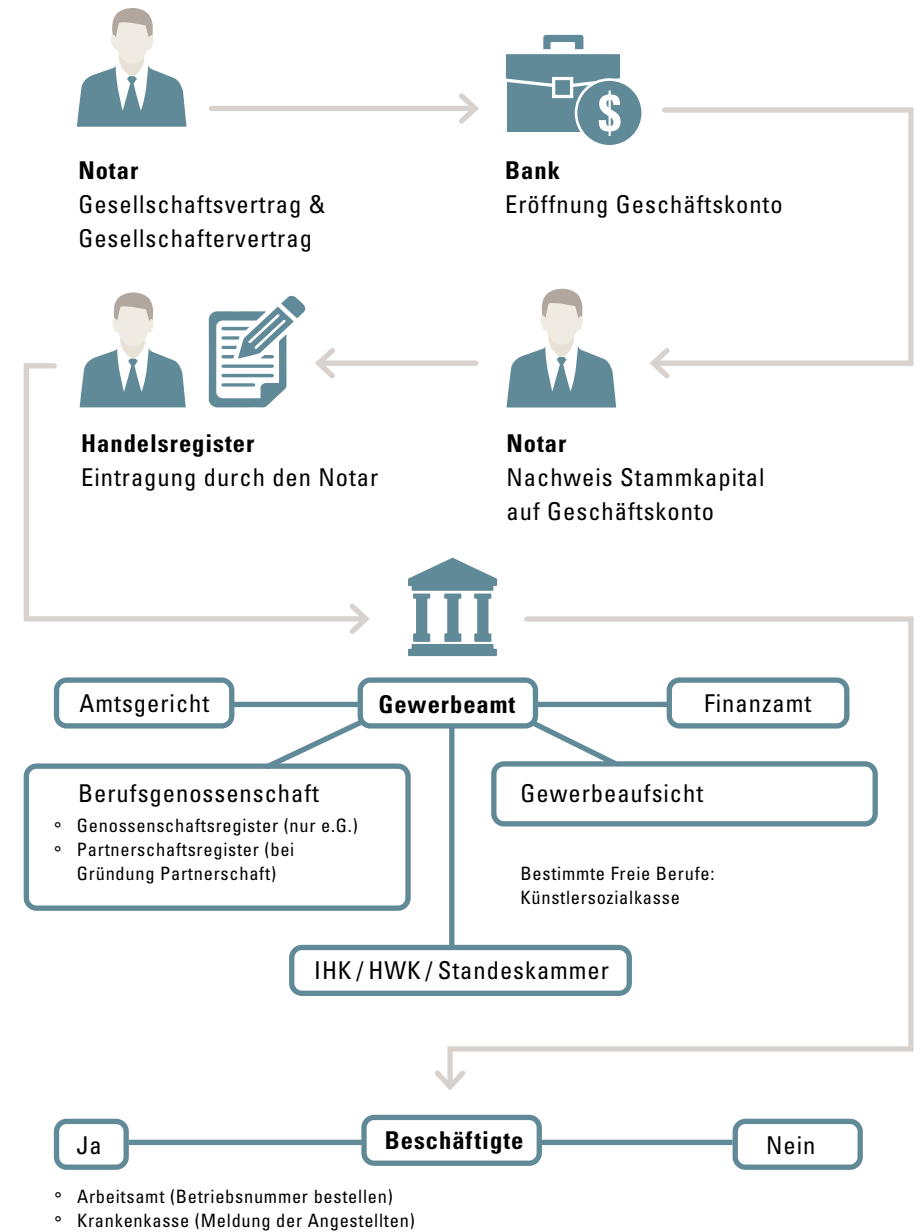 $
Notar
Gesellschaftsvertrag &
Gesellschaftervertrag
Bank
Eröffnung Geschäftskonto
Handelsregister
Eintragung durch den Notar
Notar
Nachweis Stammkapital
auf Geschäftskonto
Amtsgericht
Gewerbeamt
Finanzamt
Berufsgenossenschaft
° Genossenschaftsregister (nur e.G.)
° Partnerschaftsregister (bei
Gründung Partnerschaft)
Gewerbeaufsicht
Bestimmte Freie Berufe:
Künstlersozialkasse
IHK / HWK / Standeskammer
Ja
Beschäftigte
Nein
° Arbeitsamt (Betriebsnummer bestellen)
° Krankenkasse (Meldung der Angestellten)